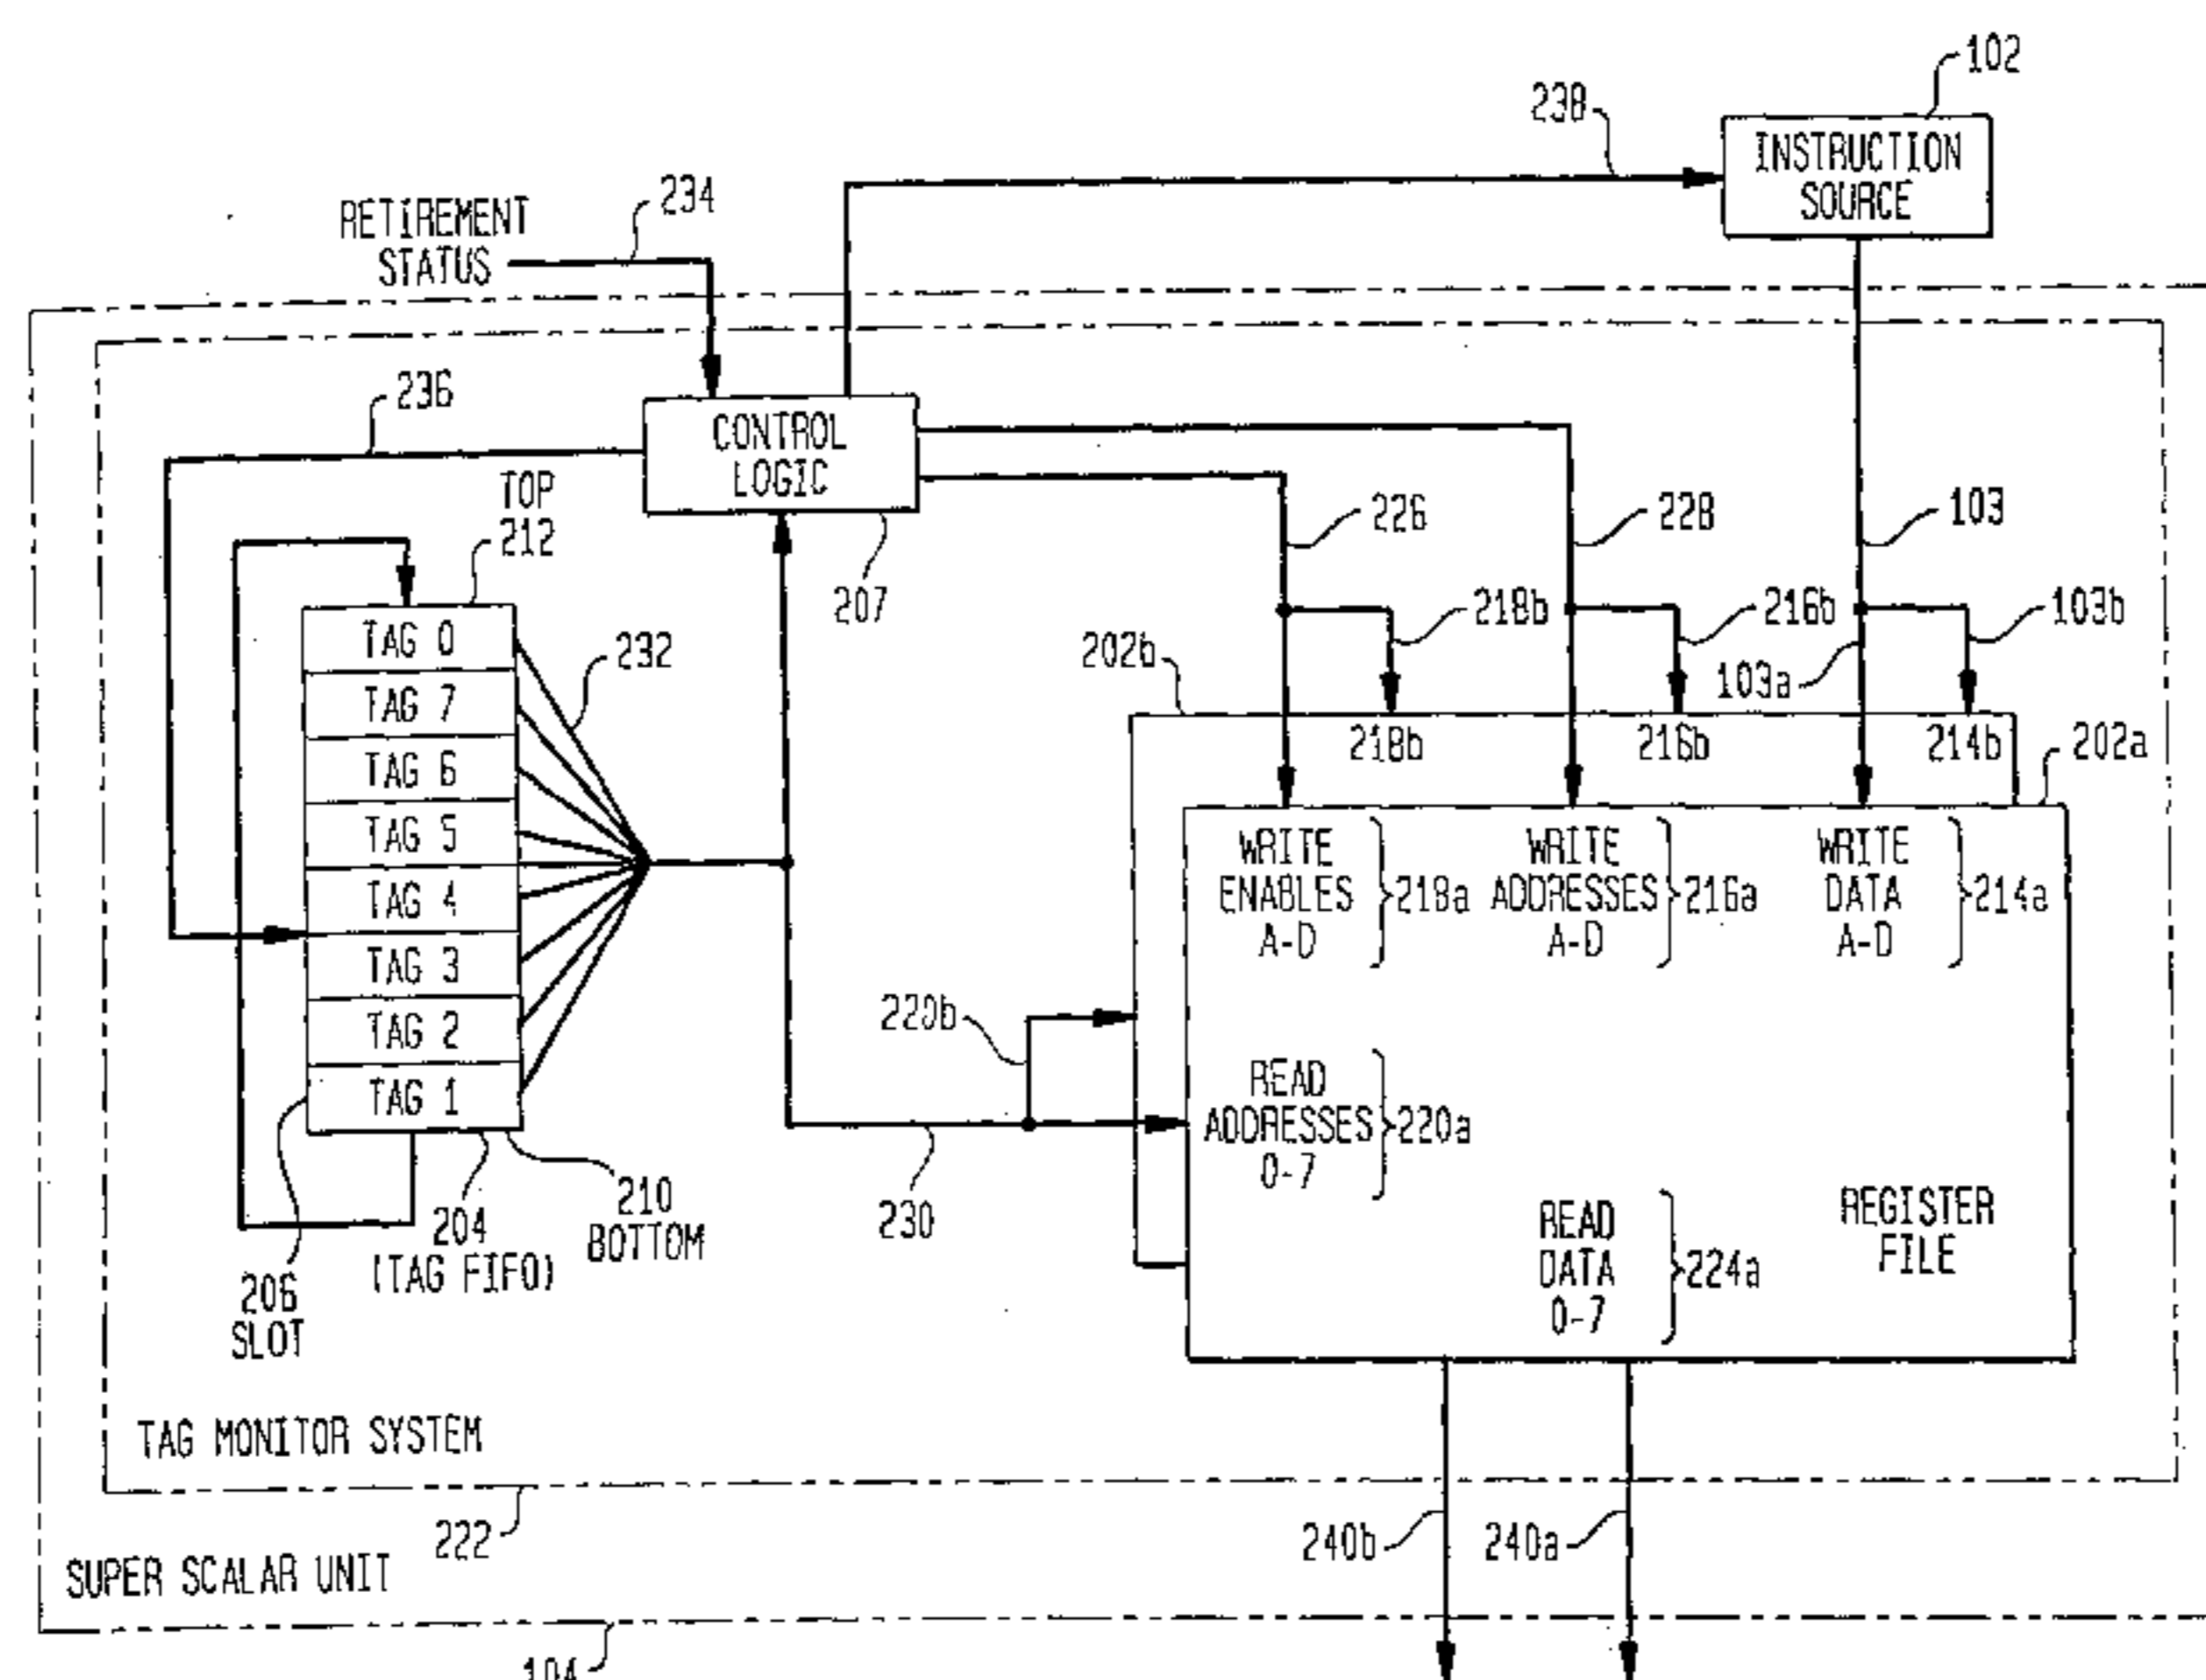 102
238
INSTRUCTION
SOURCE
234
RETIREMENT
STATUS
236
CONTROL
LOGIC
TOP
212
226
228
103
207
218b
216b
103b
TAG 0
232
202b
103a
TAG 7
218b
216b
214b
202a
TAG 6
TAG 5
WRITE
ENABLES
A-D
218a
WRITE
ADDRESSES
A-D
216a
WRITE
DATA
A-D
214a
TAG 4
TAG 3
TAG 2
220b
TAG 1
READ
ADDRESSES
0-7
220a
210
BOTTOM
204
(TAG FIFO)
230
READ
DATA
0-7
224a
REGISTER
FILE
206
SLOT
TAG MONITOR SYSTEM
222
240b
240a
SUPER SCALAR UNIT
104